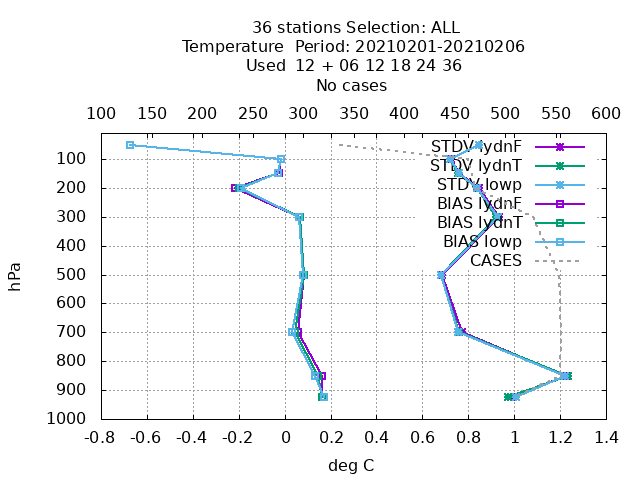 36 stations Selection: ALL
Temperature  Period: 20210201-20210206
Used  12 + 06 12 18 24 36
No cases
100 150 200 250 300 350 400 450 500 550 600
STDV lydnF
STDV lydnT
STDV lowp
BIAS lydnF
BIAS lydnT
BIAS lowp
CASES
100
200
300
400
500
600
700
800
900
1000
hPa
-0.8 -0.6 -0.4 -0.2 0 0.2 0.4 0.6 0.8 1 1.2 1.4
deg C